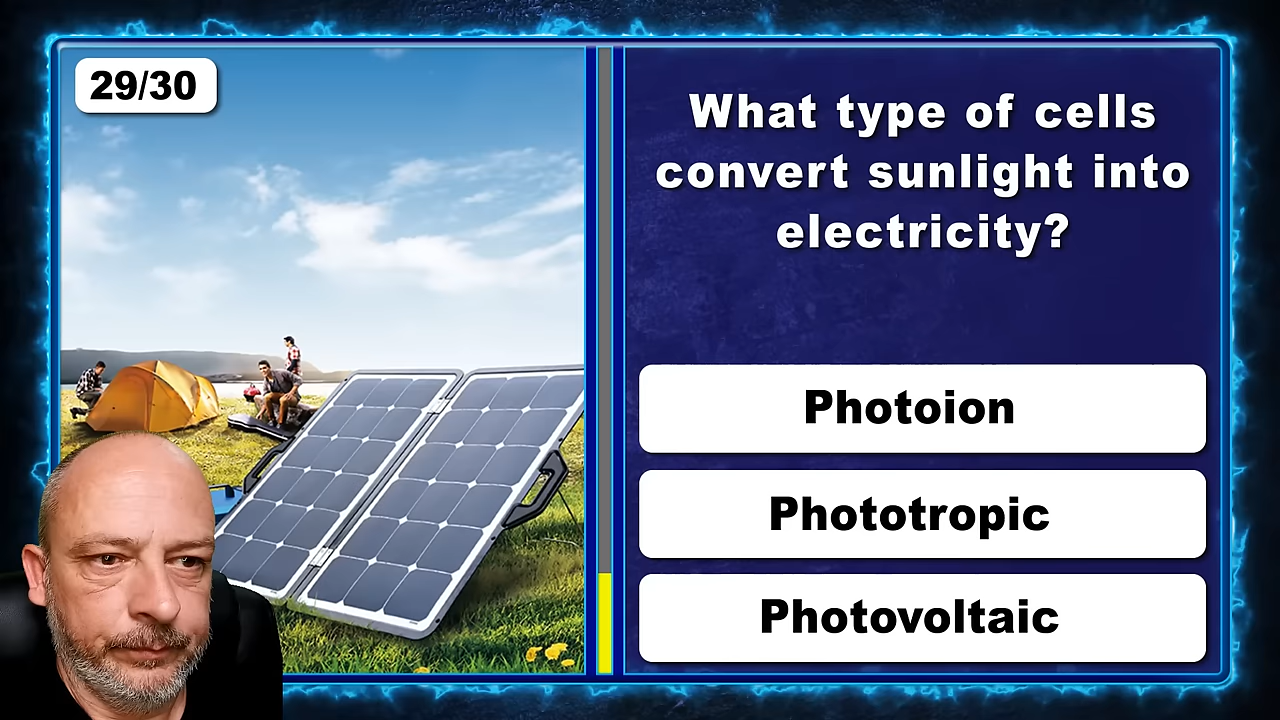 29/30
What type of cells
convert sunlight into
electricity?
Photoion
Phototropic
Photovoltaic